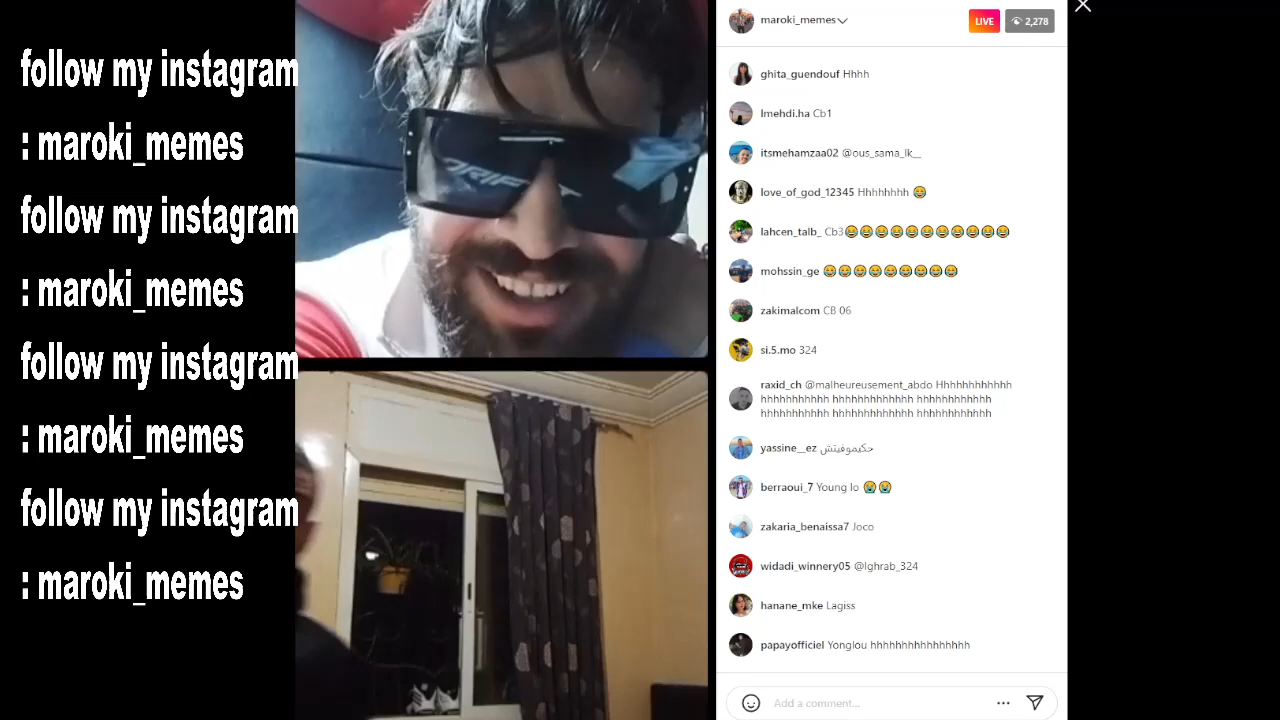 follow my instagram
: maroki_memes
follow my instagram
: maroki_memes
follow my instagram
: maroki_memes
follow my instagram
: maroki_memes
DRIFT
maroki_memes
LIVE
2,278
ghita_guendouf Hhhh
lmehdi.ha Cb1
itsmehamzaa02 @ous_sama_lk__
love_of_god_12345 Hhhhhhhh 😂
lahcen_talb_ Cb3😂😂😂😂😂😂😂😂😂😂😂
mohssin_ge 😂😂😂😂😂😂😂😂😂
zakimalcom CB 06
si.5.mo 324
raxid_ch @malheureusement_abdo Hhhhhhhhhhhh
hhhhhhhhhhh hhhhhhhhhhhhh hhhhhhhhhhhh
hhhhhhhhhhh hhhhhhhhhhhhh hhhhhhhhhhhh
yassine__ez حكيموفيتش
berraoui_7 Young lo 😭😭
zakaria_benaissa7 Joco
widadi_winnery05 @lghrab_324
hanane_mke Lagiss
papayofficiel Yonglou hhhhhhhhhhhhhhhh
Add a comment...